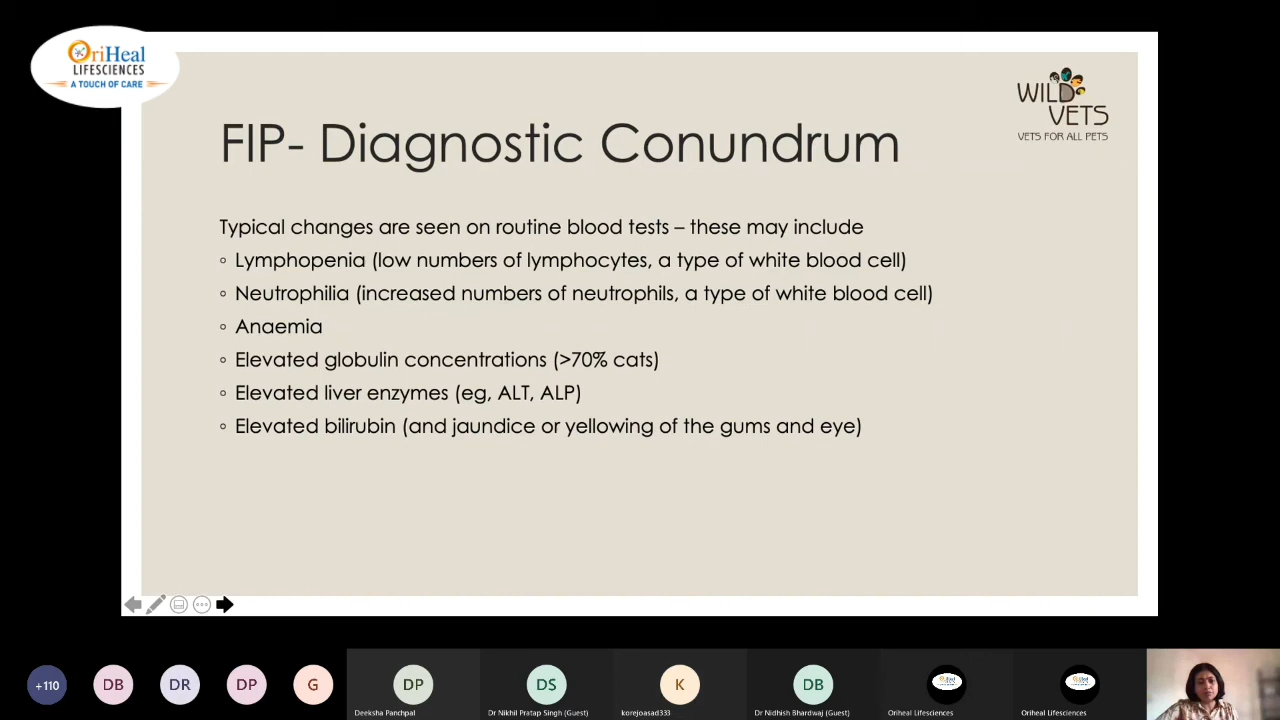 OriHeal
LIFESCIENCES
A TOUCH OF CARE
WILD
VETS
VETS FOR ALL PETS
FIP- Diagnostic Conundrum
Typical changes are seen on routine blood tests – these may include
◦ Lymphopenia (low numbers of lymphocytes, a type of white blood cell)
◦ Neutrophilia (increased numbers of neutrophils, a type of white blood cell)
◦ Anaemia
◦ Elevated globulin concentrations (>70% cats)
◦ Elevated liver enzymes (eg, ALT, ALP)
◦ Elevated bilirubin (and jaundice or yellowing of the gums and eye)
+110
DB
DR
DP
G
DP
Deeksha Panchpal
DS
Dr Nikhil Pratap Singh (Guest)
K
korejoasad333
DB
Dr Nidhish Bhardwaj (Guest)
Oriheal Lifesciences
Oriheal Lifesciences